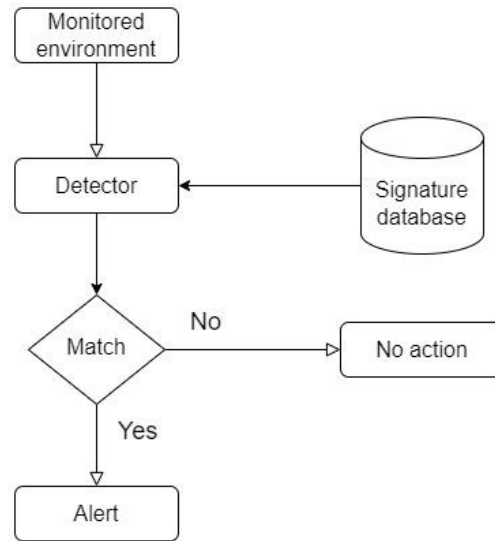 Monitored
environment
Detector
Signature
database
Match
No
No action
Yes
Alert